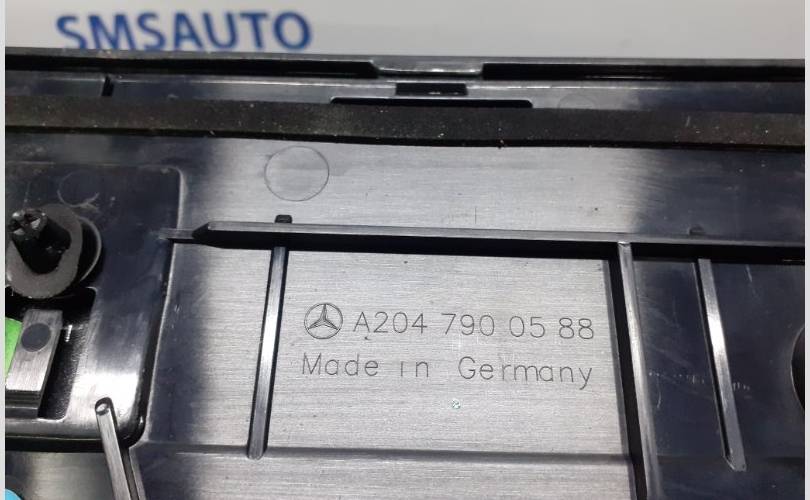 SMSAUTO
A204 790 05 88
Made in Germany